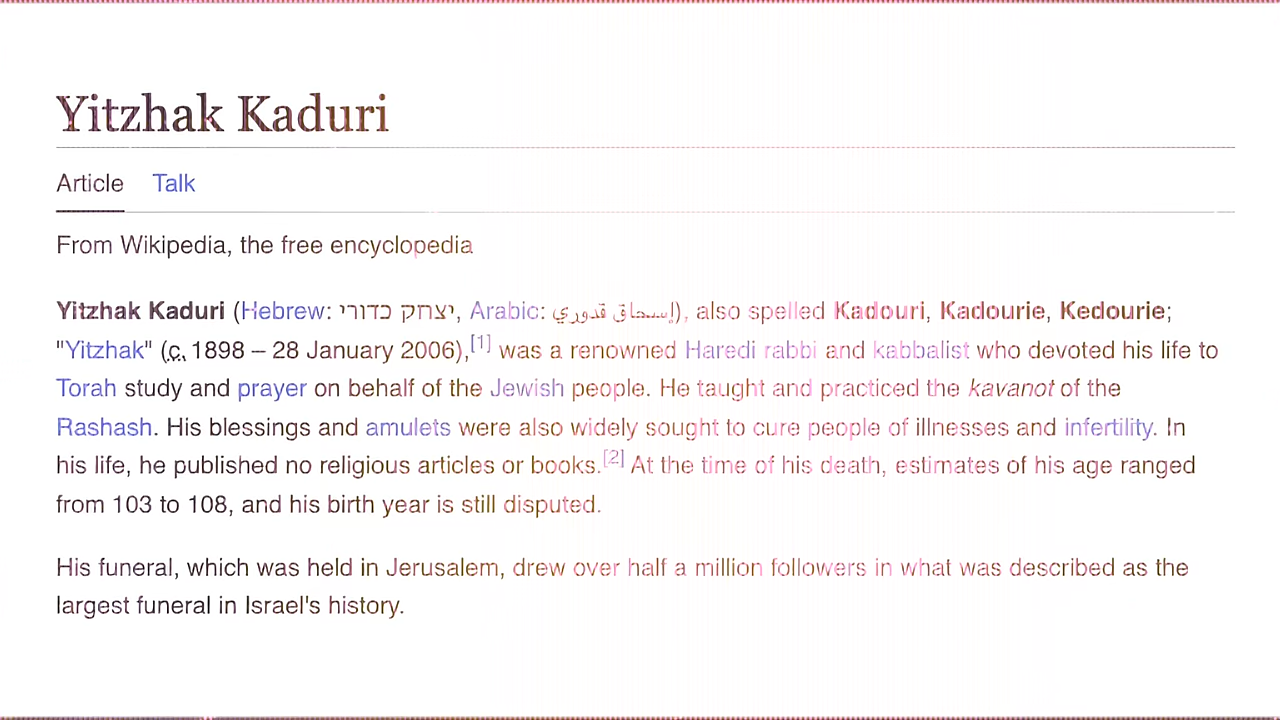 Yitzhak Kaduri
Article Talk
From Wikipedia, the free encyclopedia
Yitzhak Kaduri (Hebrew: יצחק כדורי, Arabic: إسحاق قدوري), also spelled Kadouri, Kadourie, Kedourie;
"Yitzhak" (c. 1898 – 28 January 2006),[1] was a renowned Haredi rabbi and kabbalist who devoted his life to
Torah study and prayer on behalf of the Jewish people. He taught and practiced the kavanot of the
Rashash. His blessings and amulets were also widely sought to cure people of illnesses and infertility. In
his life, he published no religious articles or books.[2] At the time of his death, estimates of his age ranged
from 103 to 108, and his birth year is still disputed.
His funeral, which was held in Jerusalem, drew over half a million followers in what was described as the
largest funeral in Israel's history.